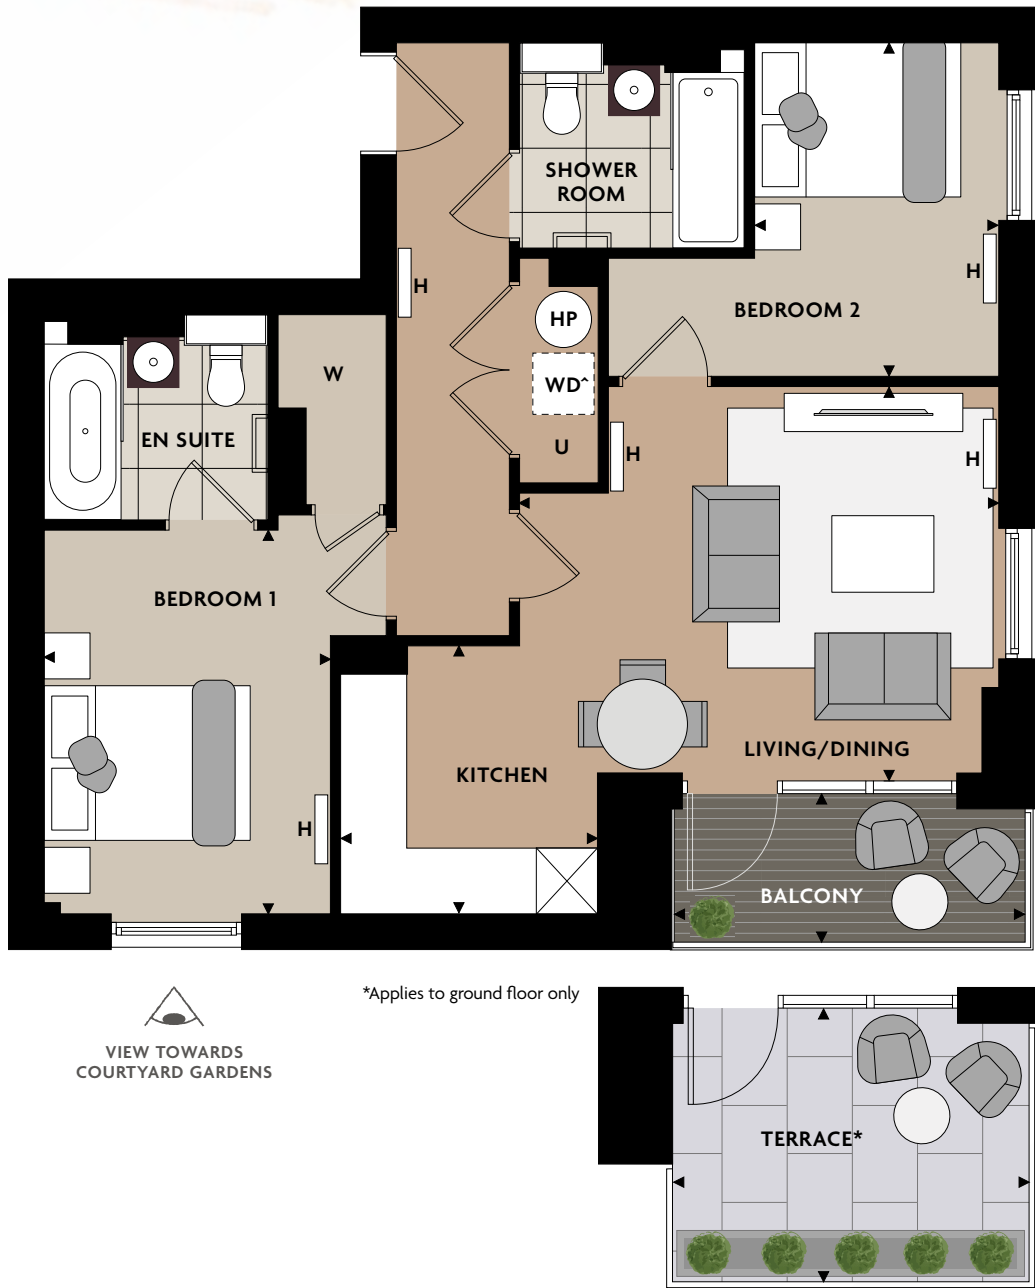 SHOWER
ROOM
H
HP
H
BEDROOM 2
W
WD^
EN SUITE
U
H
H
BEDROOM 1
LIVING/DINING
KITCHEN
H
BALCONY
*Applies to ground floor only
VIEW TOWARDS
COURTYARD GARDENS
TERRACE*